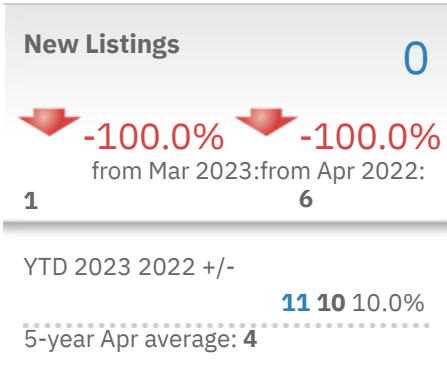 New Listings
0
-100.0% -100.0%
from Mar 2023:from Apr 2022:
1 6
YTD 2023 2022 +/-
11 10 10.0%
5-year Apr average: 4